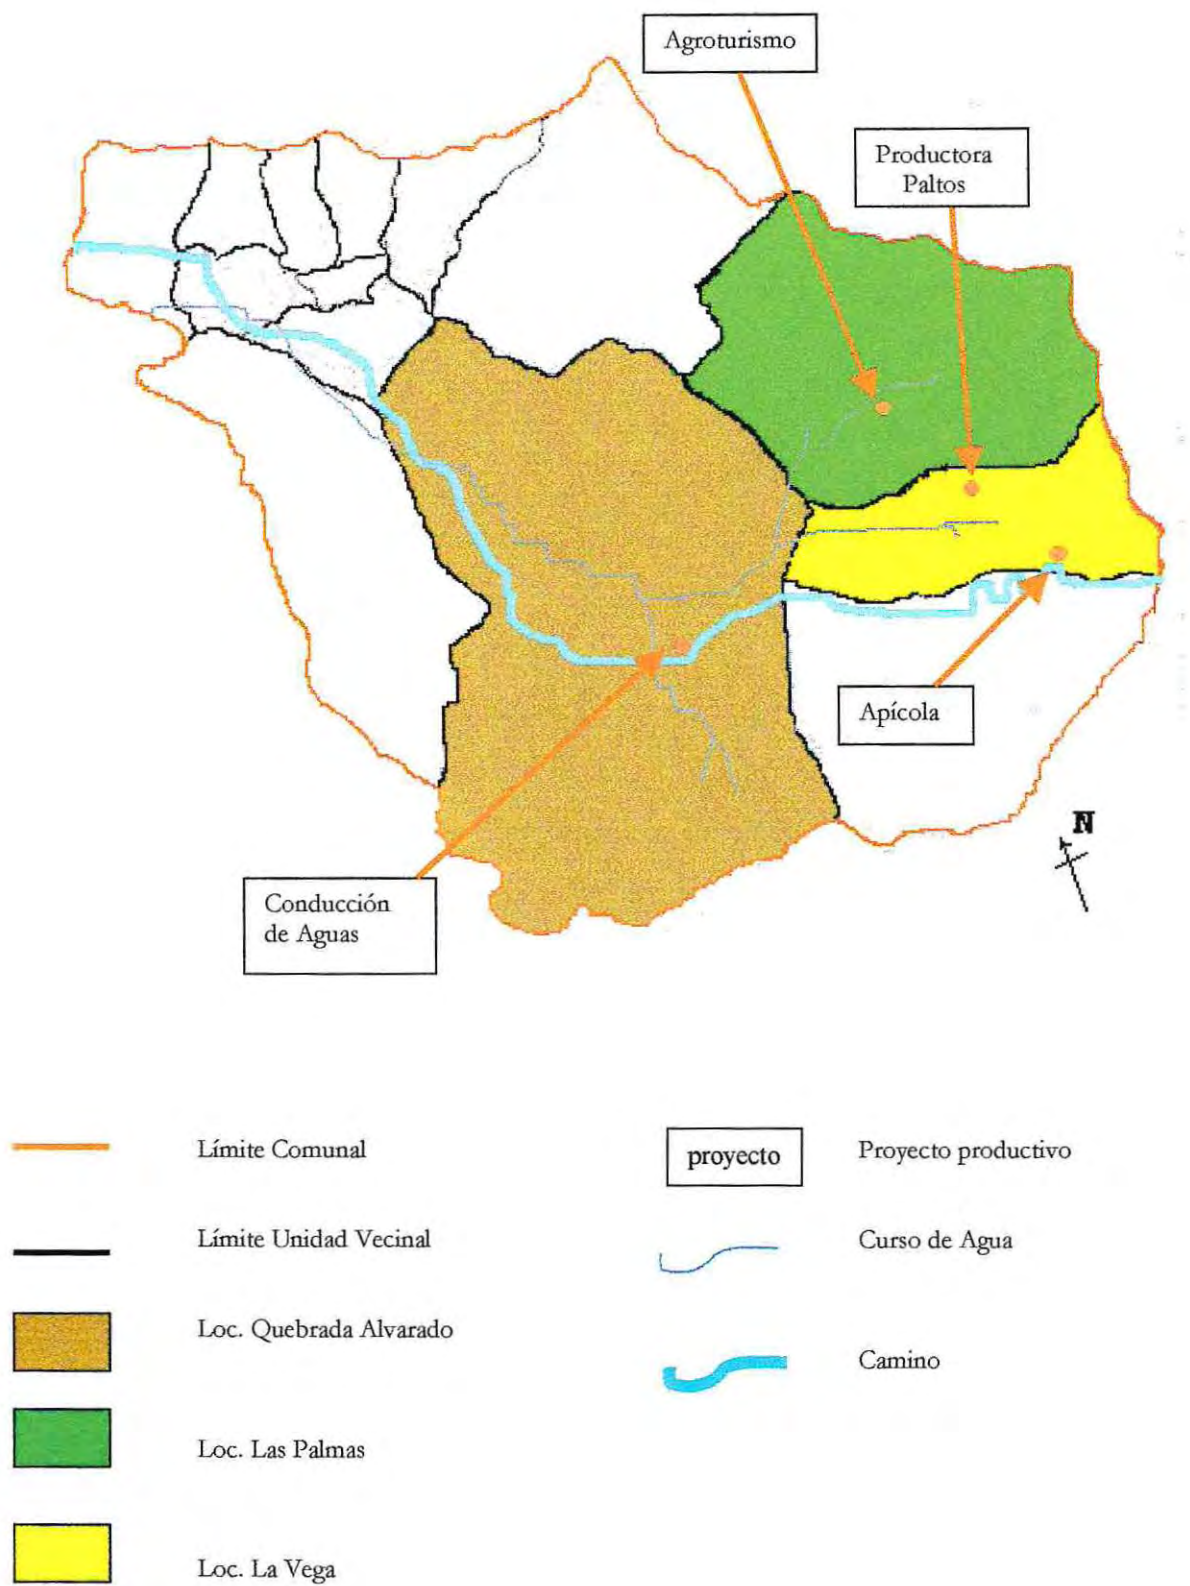 Agroturismo
Productora
Paltos
Apícola
N
Conducción
de Aguas
Límite Comunal
proyecto
Proyecto productivo
Límite Unidad Vecinal
Curso de Agua
Loc. Quebrada Alvarado
Camino
Loc. Las Palmas
Loc. La Vega